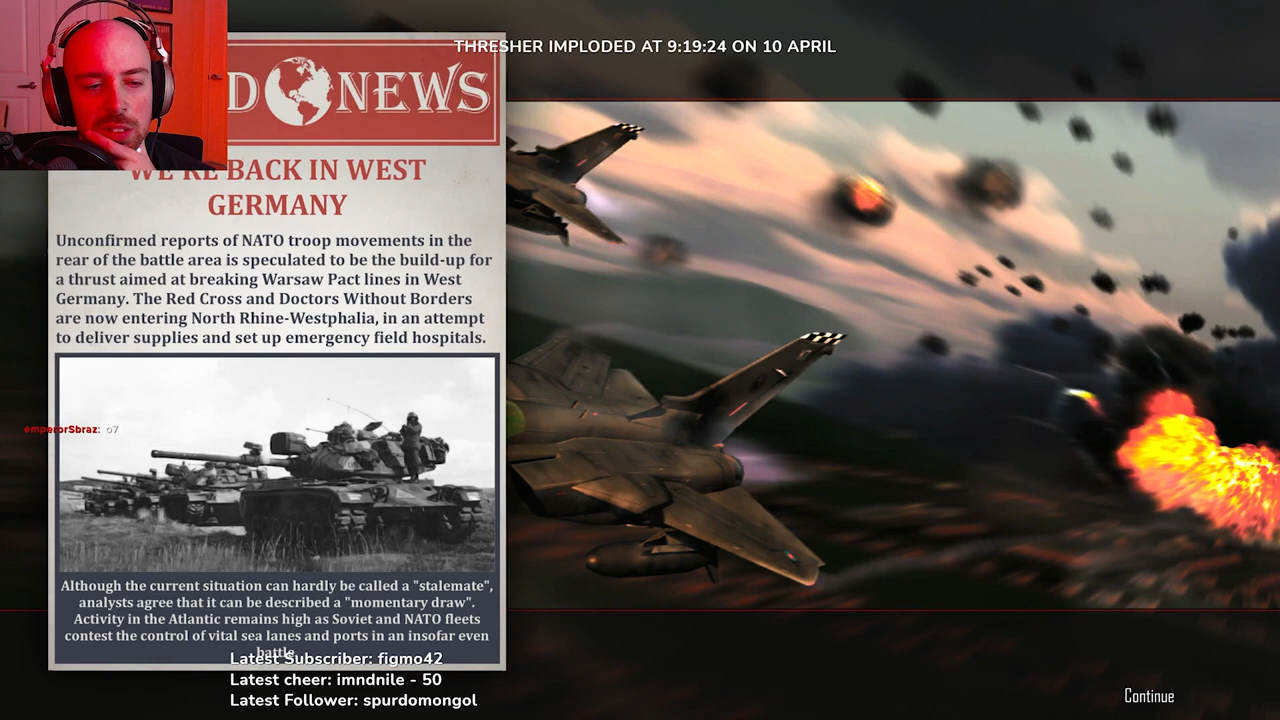 THRESHER IMPLODED AT 9:19:24 ON 10 APRIL
D NEWS
WE'RE BACK IN WEST
GERMANY
Unconfirmed reports of NATO troop movements in the
rear of the battle area is speculated to be the build-up for
a thrust aimed at breaking Warsaw Pact lines in West
Germany. The Red Cross and Doctors Without Borders
are now entering North Rhine-Westphalia, in an attempt
to deliver supplies and set up emergency field hospitals.
emperorSbraz: o7
Although the current situation can hardly be called a "stalemate",
analysts agree that it can be described a "momentary draw".
Activity in the Atlantic remains high as Soviet and NATO fleets
contest the control of vital sea lanes and ports in an insofar even
battle.
Latest Subscriber: figmo42
Latest cheer: imndnile - 50
Latest Follower: spurdomongol
Continue